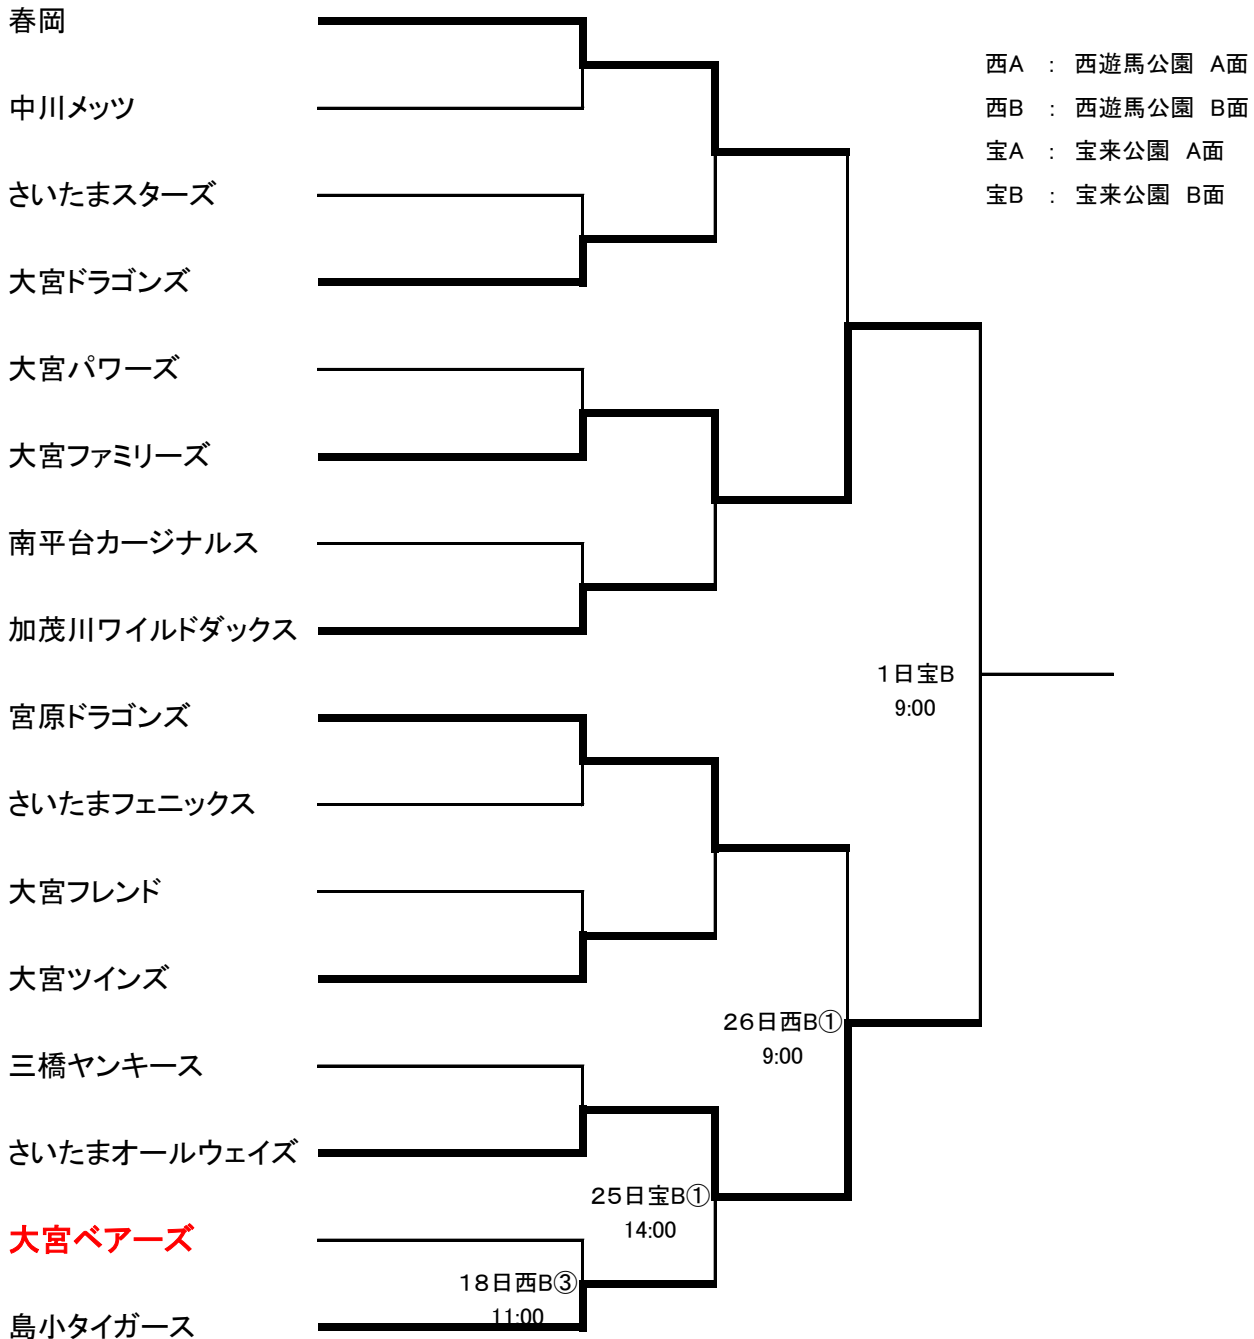 春岡
西A ： 西遊馬公園 A面
中川メッツ
西B ： 西遊馬公園 B面
宝A ： 宝来公園 A面
さいたまスターズ
宝B ： 宝来公園 B面
大宮ドラゴンズ
大宮パワーズ
大宮ファミリーズ
南平台カージナルス
加茂川ワイルドダックス
1日宝B
9:00
宮原ドラゴンズ
さいたまフェニックス
大宮フレンド
大宮ツインズ
26日西B①
9:00
三橋ヤンキース
さいたまオールウェイズ
25日宝B①
14:00
大宮ベアーズ
18日西B③
11:00
島小タイガース